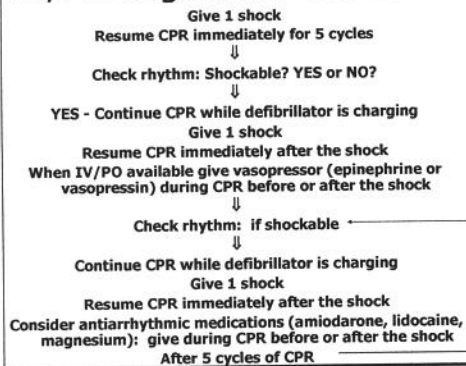 Give 1 shock
Resume CPR immediately for 5 cycles
⇓
Check rhythm: Shockable? YES or NO?
⇓
YES - Continue CPR while defibrillator is charging
Give 1 shock
Resume CPR immediately after the shock
When IV/PO available give vasopressor (epinephrine or
vasopressin) during CPR before or after the shock
⇓
Check rhythm: if shockable
⇓
Continue CPR while defibrillator is charging
Give 1 shock
Resume CPR immediately after the shock
Consider antiarrhythmic medications (amiodarone, lidocaine,
magnesium): give during CPR before or after the shock
After 5 cycles of CPR